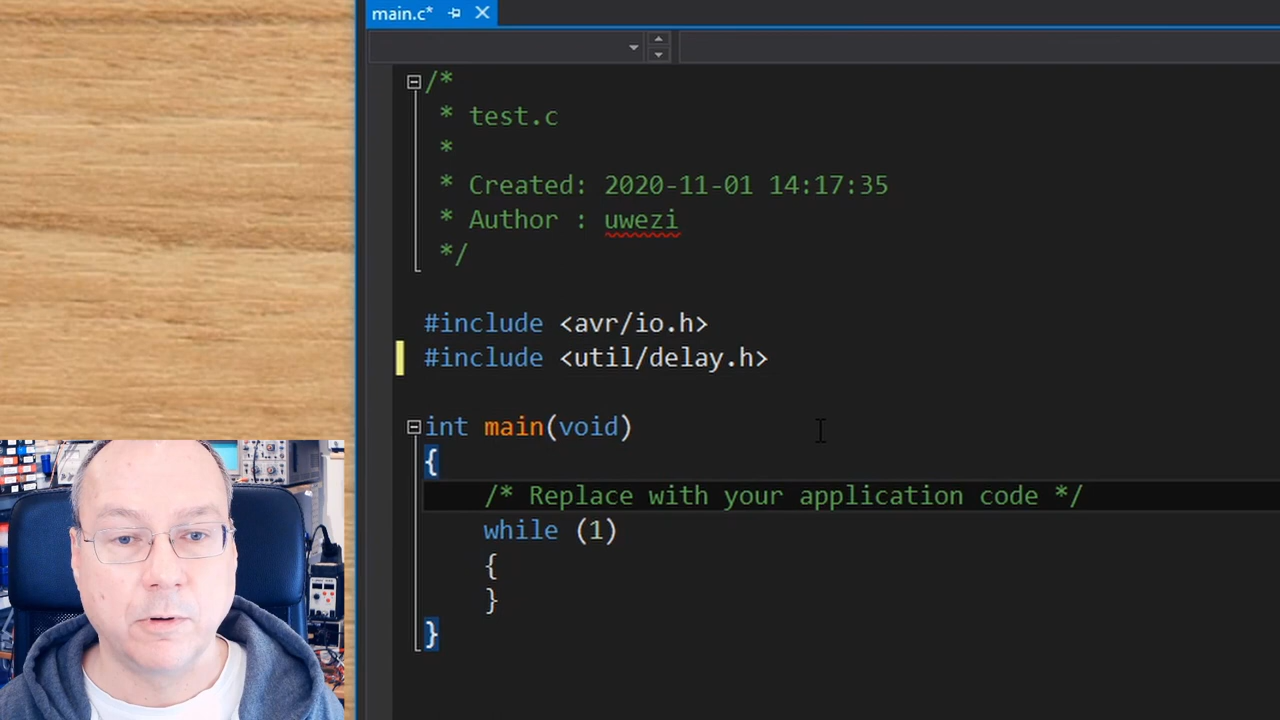 main.c*
/*
* test.c
*
* Created: 2020-11-01 14:17:35
* Author : uwezi
*/
#include <avr/io.h>
#include <util/delay.h>
int main(void)
{
/* Replace with your application code */
while (1)
{
}
}